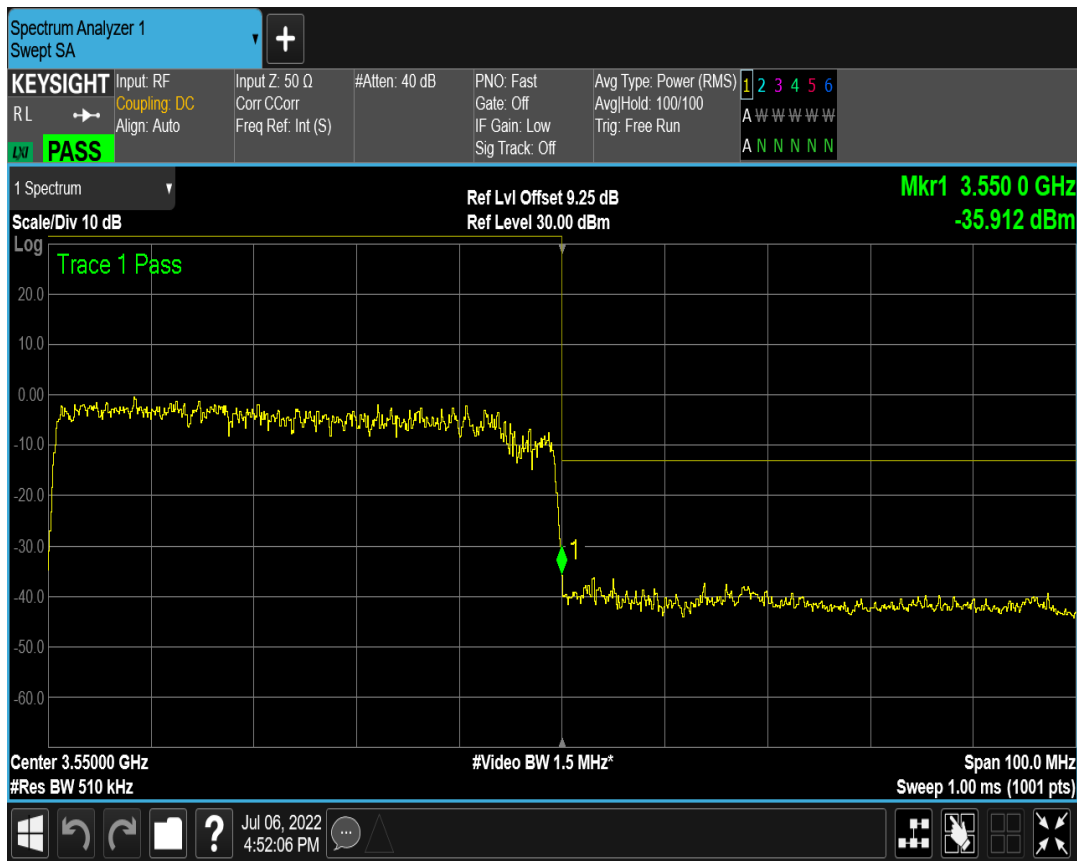 Spectrum Analyzer 1
Swept SA
+
KEYSIGHT
RL
LXI PASS
Input: RF
Coupling: DC
Align: Auto
Input Z: 50 Ω
Corr CCorr
Freq Ref: Int (S)
#Atten: 40 dB
PNO: Fast
Gate: Off
IF Gain: Low
Sig Track: Off
Avg Type: Power (RMS)
Avg|Hold: 100/100
Trig: Free Run
1 2 3 4 5 6
A W W W W W
A N N N N N
1 Spectrum
Scale/Div 10 dB
Ref Lvl Offset 9.25 dB
Ref Level 30.00 dBm
Mkr1 3.550 0 GHz
-35.912 dBm
Log
Trace 1 Pass
20.0
10.0
0.00
-10.0
-20.0
-30.0
1
-40.0
-50.0
-60.0
Center 3.55000 GHz
#Res BW 510 kHz
#Video BW 1.5 MHz*
Span 100.0 MHz
Sweep 1.00 ms (1001 pts)
?
Jul 06, 2022
4:52:06 PM